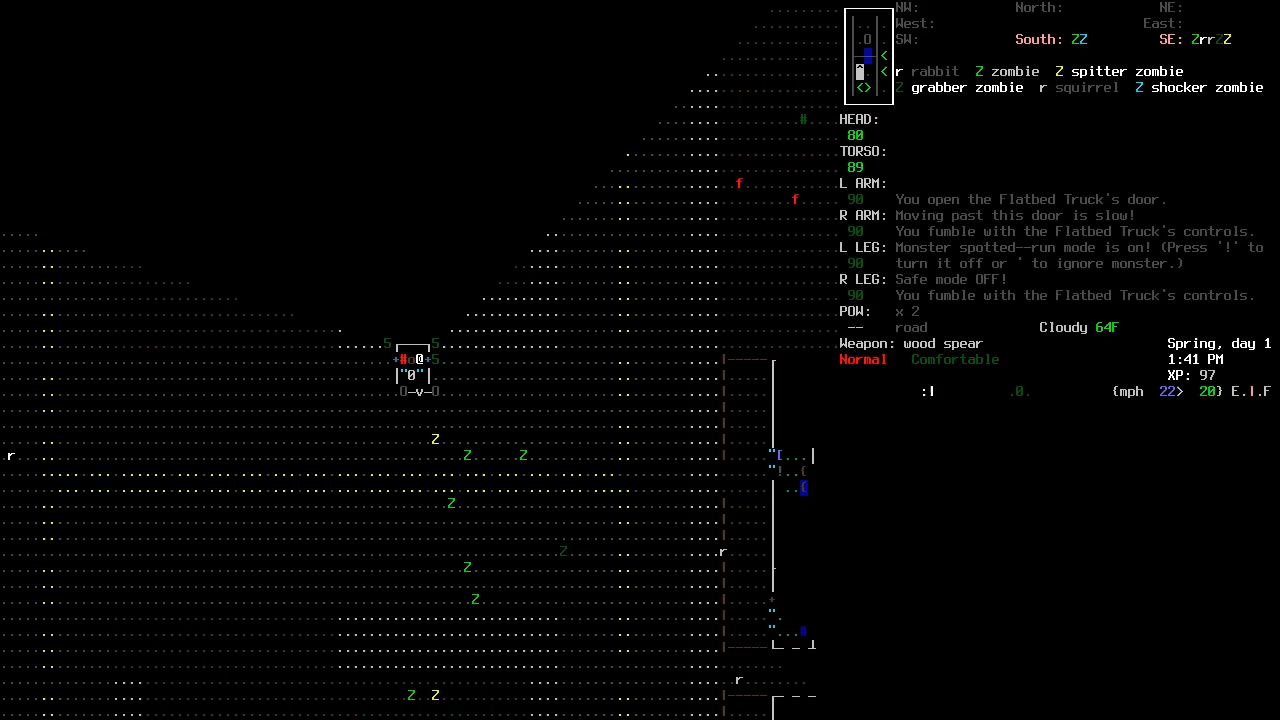 NW: North: NE:
West: East:
SW: South: ZZ SE: ZrrZZ
r rabbit Z zombie Z spitter zombie
Z grabber zombie r squirrel Z shocker zombie
HEAD:
80
TORSO:
89
L ARM:
90 You open the Flatbed Truck's door.
R ARM: Moving past this door is slow!
90 You fumble with the Flatbed Truck's controls.
L LEG: Monster spotted--run mode is on! (Press '!' to
90 turn it off or ' to ignore monster.)
R LEG: Safe mode OFF!
90 You fumble with the Flatbed Truck's controls.
POW: x 2
-- road Cloudy 64F
Weapon: wood spear Spring, day 1
Normal Comfortable 1:41 PM
XP: 97
:I .0. {mph 22> 20} E.I.F